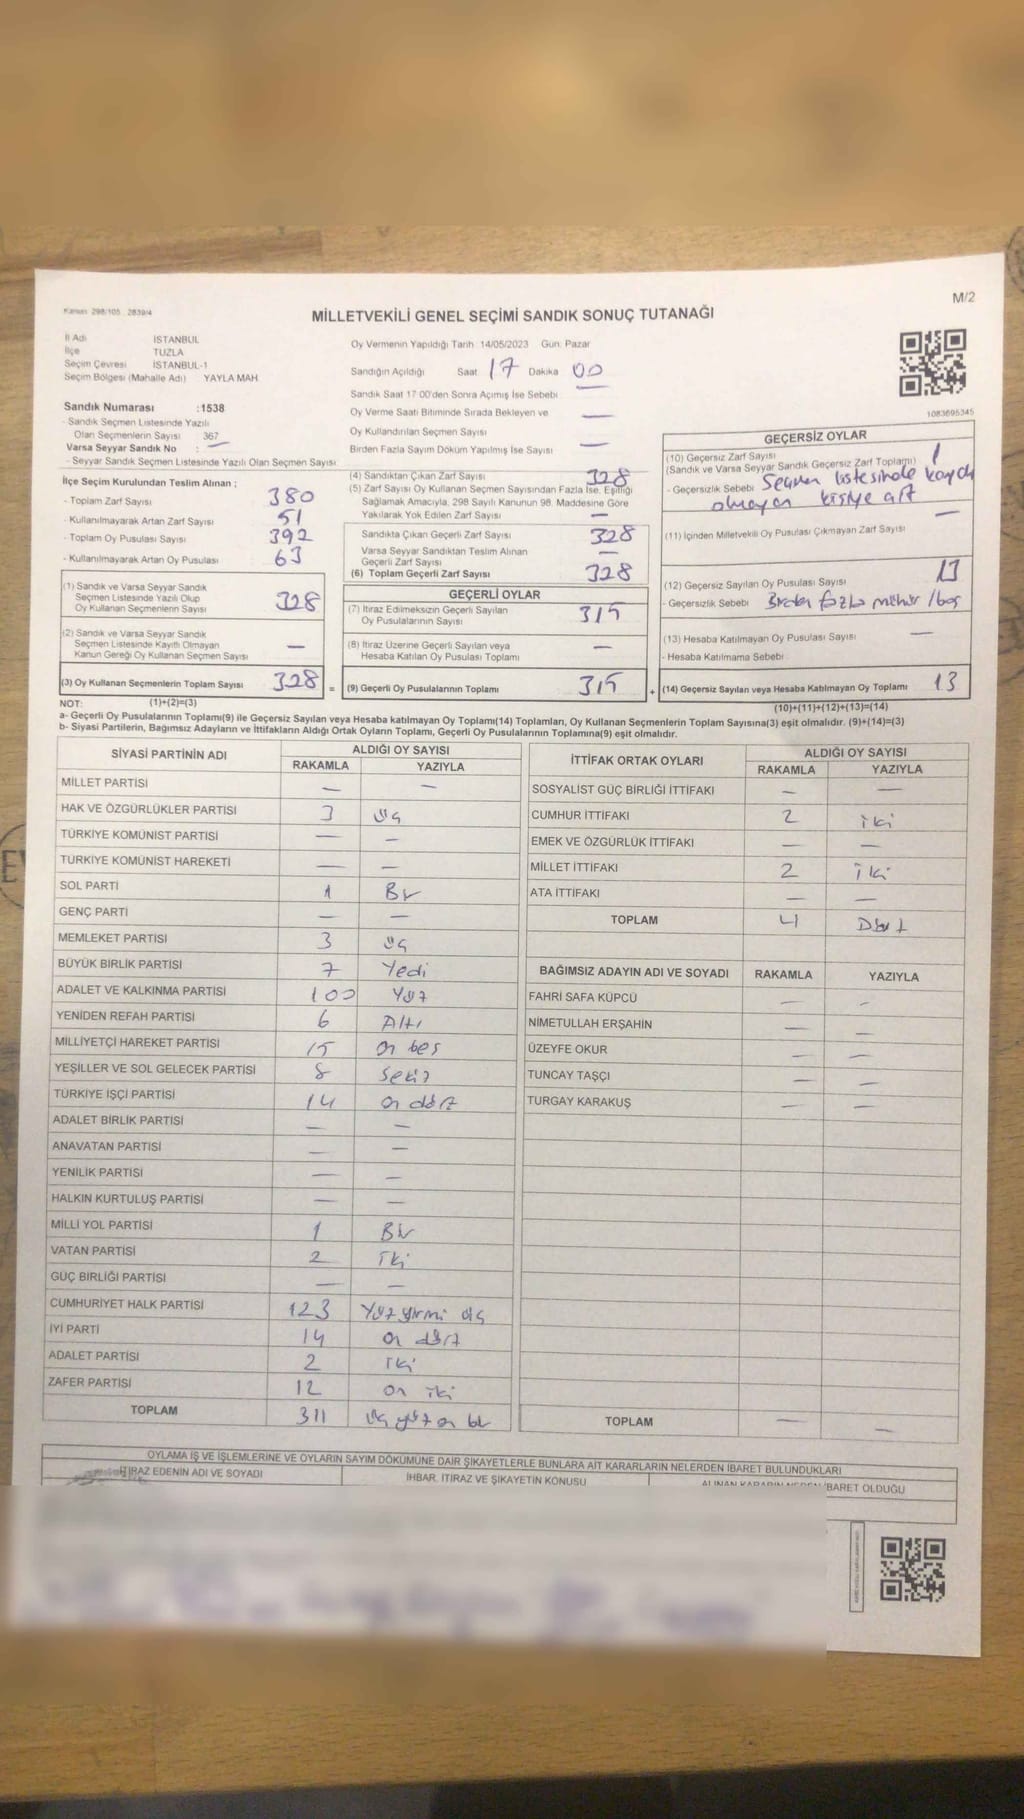 Kanun 298/105 2839/4
MİLLETVEKİLİ GENEL SEÇİMİ SANDIK SONUÇ TUTANAĞI
M/2
İl Adı İSTANBUL
İlçe TUZLA
Seçim Çevresi İSTANBUL-1
Seçim Bölgesi (Mahalle Adı) YAYLA MAH
Sandık Numarası :1538
- Sandık Seçmen Listesinde Yazılı
Olan Seçmenlerin Sayısı 367
Varsa Seyyar Sandık No : —
- Seyyar Sandık Seçmen Listesinde Yazılı Olan Seçmen Sayısı
İlçe Seçim Kurulundan Teslim Alınan ;
- Toplam Zarf Sayısı 380
- Kullanılmayarak Artan Zarf Sayısı 51
- Toplam Oy Pusulası Sayısı 392
- Kullanılmayarak Artan Oy Pusulası 63
(1) Sandık ve Varsa Seyyar Sandık
Seçmen Listesinde Yazılı Olup
Oy Kullanan Seçmenlerin Sayısı 328
(2) Sandık ve Varsa Seyyar Sandık
Seçmen Listesinde Kayıtlı Olmayan
Kanun Gereği Oy Kullanan Seçmen Sayısı —
(3) Oy Kullanan Seçmenlerin Toplam Sayısı 328 =
Oy Vermenin Yapıldığı Tarih 14/05/2023 Gün: Pazar
Sandığın Açıldığı Saat 17 Dakika 00
Sandık Saat 17:00'den Sonra Açımış İse Sebebi —
Oy Verme Saati Bitiminde Sırada Bekleyen ve
Oy Kullandırılan Seçmen Sayısı —
Birden Fazla Sayım Döküm Yapılmış İse Sayısı —
(4) Sandıktan Çıkan Zarf Sayısı 328
(5) Zarf Sayısı Oy Kullanan Seçmen Sayısından Fazla İse, Eşitliği
Sağlamak Amacıyla, 298 Sayılı Kanunun 98. Maddesine Göre
Yakılarak Yok Edilen Zarf Sayısı —
Sandıkta Çıkan Geçerli Zarf Sayısı 328
Varsa Seyyar Sandıktan Teslim Alınan
Geçerli Zarf Sayısı —
(6) Toplam Geçerli Zarf Sayısı 328
GEÇERLİ OYLAR
(7) İtiraz Edilmeksizin Geçerli Sayılan
Oy Pusulalarının Sayısı 315
(8) İtiraz Üzerine Geçerli Sayılan veya
Hesaba Katılan Oy Pusulası Toplamı —
(9) Geçerli Oy Pusulalarının Toplamı 315 +
1083695345
GEÇERSİZ OYLAR
(10) Geçersiz Zarf Sayısı
(Sandık ve Varsa Seyyar Sandık Geçersiz Zarf Toplamı) 1
- Geçersizlik Sebebi Seçmen listesinde kaydı
olmayan kişiye ait
(11) İçinden Milletvekili Oy Pusulası Çıkmayan Zarf Sayısı —
(12) Geçersiz Sayılan Oy Pusulası Sayısı 13
- Geçersizlik Sebebi Birden fazla mühür / boş
(13) Hesaba Katılmayan Oy Pusulası Sayısı —
- Hesaba Katılmama Sebebi
(14) Geçersiz Sayılan veya Hesaba Katılmayan Oy Toplamı 13
NOT: (1)+(2)=(3)
(10)+(11)+(12)+(13)=(14)
a- Geçerli Oy Pusulalarının Toplamı(9) ile Geçersiz Sayılan veya Hesaba katılmayan Oy Toplamı(14) Toplamları, Oy Kullanan Seçmenlerin Toplam Sayısına(3) eşit olmalıdır. (9)+(14)=(3)
b- Siyasi Partilerin, Bağımsız Adayların ve İttifakların Aldığı Ortak Oyların Toplamı, Geçerli Oy Pusulalarının Toplamına(9) eşit olmalıdır.
SİYASİ PARTİNİN ADI ALDIĞI OY SAYISI
RAKAMLA YAZIYLA
MİLLET PARTİSİ — —
HAK VE ÖZGÜRLÜKLER PARTİSİ 3 üç
TÜRKİYE KOMÜNİST PARTİSİ — —
TÜRKİYE KOMÜNİST HAREKETİ — —
SOL PARTİ 1 Bir
GENÇ PARTİ — —
MEMLEKET PARTİSİ 3 üç
BÜYÜK BİRLİK PARTİSİ 7 Yedi
ADALET VE KALKINMA PARTİSİ 100 Yüz
YENİDEN REFAH PARTİSİ 6 Altı
MİLLİYETÇİ HAREKET PARTİSİ 15 on beş
YEŞİLLER VE SOL GELECEK PARTİSİ 8 sekiz
TÜRKİYE İŞÇİ PARTİSİ 14 on dört
ADALET BİRLİK PARTİSİ — —
ANAVATAN PARTİSİ — —
YENİLİK PARTİSİ — —
HALKIN KURTULUŞ PARTİSİ — —
MİLLİ YOL PARTİSİ 1 Bir
VATAN PARTİSİ 2 iki
GÜÇ BİRLİĞİ PARTİSİ — —
CUMHURİYET HALK PARTİSİ 123 Yüz yirmi üç
İYİ PARTİ 14 on dört
ADALET PARTİSİ 2 iki
ZAFER PARTİSİ 12 on iki
TOPLAM 311 üç yüz on bir
İTTİFAK ORTAK OYLARI ALDIĞI OY SAYISI
RAKAMLA YAZIYLA
SOSYALİST GÜÇ BİRLİĞİ İTTİFAKI — —
CUMHUR İTTİFAKI 2 iki
EMEK VE ÖZGÜRLÜK İTTİFAKI — —
MİLLET İTTİFAKI 2 iki
ATA İTTİFAKI — —
TOPLAM 4 Dört
BAĞIMSIZ ADAYIN ADI VE SOYADI RAKAMLA YAZIYLA
FAHRİ SAFA KÜPCÜ — —
NİMETULLAH ERŞAHİN — —
ÜZEYFE OKUR — —
TUNCAY TAŞÇI — —
TURGAY KARAKUŞ — —
TOPLAM — —
OYLAMA İŞ VE İŞLEMLERİNE VE OYLARIN SAYIM DÖKÜMÜNE DAİR ŞİKAYETLERLE BUNLARA AİT KARARLARIN NELERDEN İBARET BULUNDUKLARI
İTİRAZ EDENİN ADI VE SOYADI İHBAR, İTİRAZ VE ŞİKAYETİN KONUSU ALINAN KARARIN NEDEN İBARET OLDUĞU